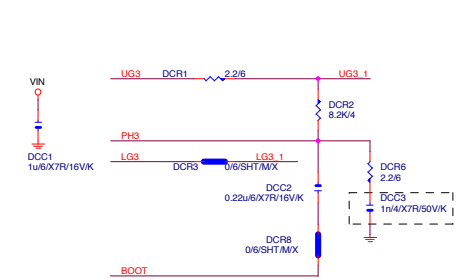 UG3 DCR1 2.2/6 UG3_1
VIN
DCR2
8.2K/4
PH3
LG3 LG3_1
DCR3 0/6/SHT/M/X
DCC1
1u/6/X7R/16V/K
DCR6
2.2/6
DCC2
0.22u/6/X7R/16V/K
DCC3
1n/4/X7R/50V/K
DCR8
0/6/SHT/M/X
BOOT